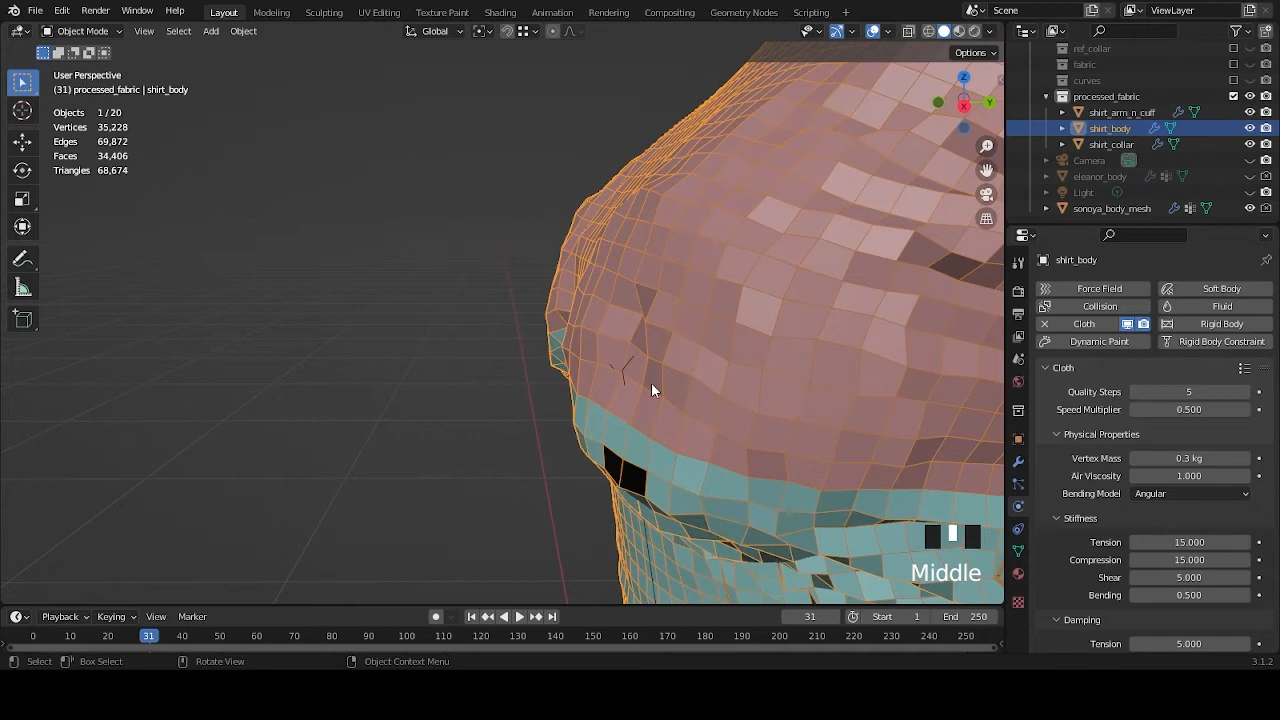 File Edit Render Window Help Layout Modeling Sculpting UV Editing Texture Paint Shading Animation Rendering Compositing Geometry Nodes Scripting + Scene ViewLayer
Object Mode View Select Add Object Global
Options
User Perspective
(31) processed_fabric | shirt_body
Objects 1 / 20
Vertices 35,228
Edges 69,872
Faces 34,406
Triangles 68,674
Z
Y
X
ref_collar
fabric
curves
processed_fabric
shirt_arm_n_cuff
shirt_body
shirt_collar
Camera
eleanor_body
Light
sonoya_body_mesh
shirt_body
Force Field Soft Body
Collision Fluid
Cloth Rigid Body
Dynamic Paint Rigid Body Constraint
Cloth
Quality Steps 5
Speed Multiplier 0.500
Physical Properties
Vertex Mass 0.3 kg
Air Viscosity 1.000
Bending Model Angular
Stiffness
Tension 15.000
Compression 15.000
Shear 5.000
Bending 0.500
Damping
Tension 5.000
Middle
Playback Keying View Marker 31 Start 1 End 250
0 10 20 31 40 50 60 70 80 90 100 110 120 130 140 150 160 170 180 190 200 210 220 230 240 250
Select Box Select Rotate View Object Context Menu 3.1.2